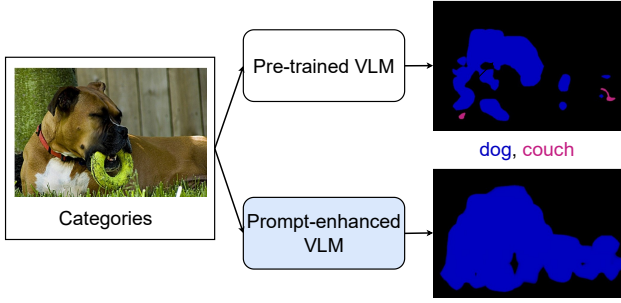 Pre-trained VLM
dog, couch
Categories
Prompt-enhanced
VLM